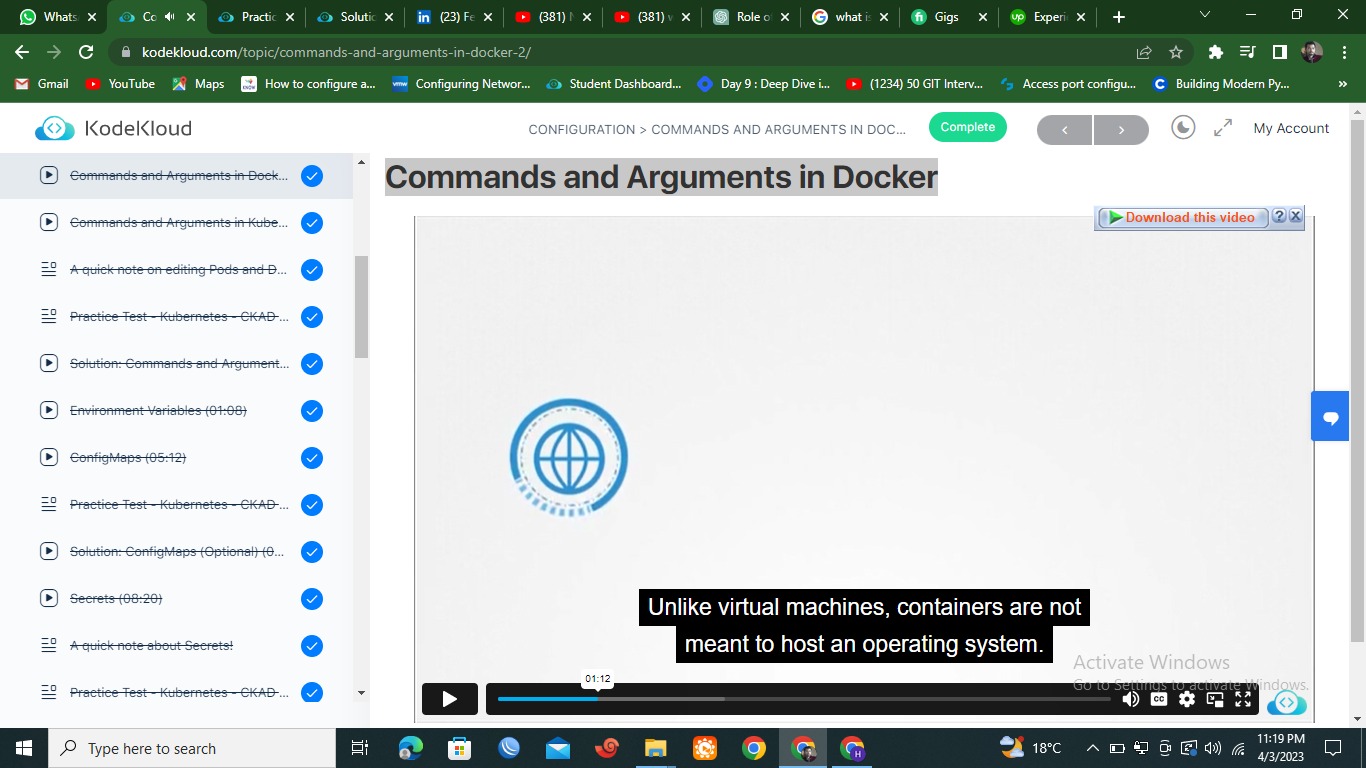 Whats
Co
Practic
Solutio
(23) Fe
(381) N
(381) w
Role of
what is
Gigs
Experi
kodekloud.com/topic/commands-and-arguments-in-docker-2/
Gmail
YouTube
Maps
How to configure a...
Configuring Networ...
Student Dashboard...
Day 9 : Deep Dive i...
(1234) 50 GIT Interv...
Access port configu...
Building Modern Py...
KodeKloud
CONFIGURATION > COMMANDS AND ARGUMENTS IN DOC...
Complete
My Account
Commands and Arguments in Dock...
Commands and Arguments in Kube...
A quick note on editing Pods and D...
Practice Test - Kubernetes - CKAD ...
Solution: Commands and Argument...
Environment Variables (01:08)
ConfigMaps (05:12)
Practice Test - Kubernetes - CKAD ...
Solution: ConfigMaps (Optional) (0...
Secrets (08:20)
A quick note about Secrets!
Practice Test - Kubernetes - CKAD ...
Commands and Arguments in Docker
Download this video
Unlike virtual machines, containers are not
meant to host an operating system.
Activate Windows
Go to Settings to activate Windows.
01:12
CC
Type here to search
18°C
11:19 PM
4/3/2023